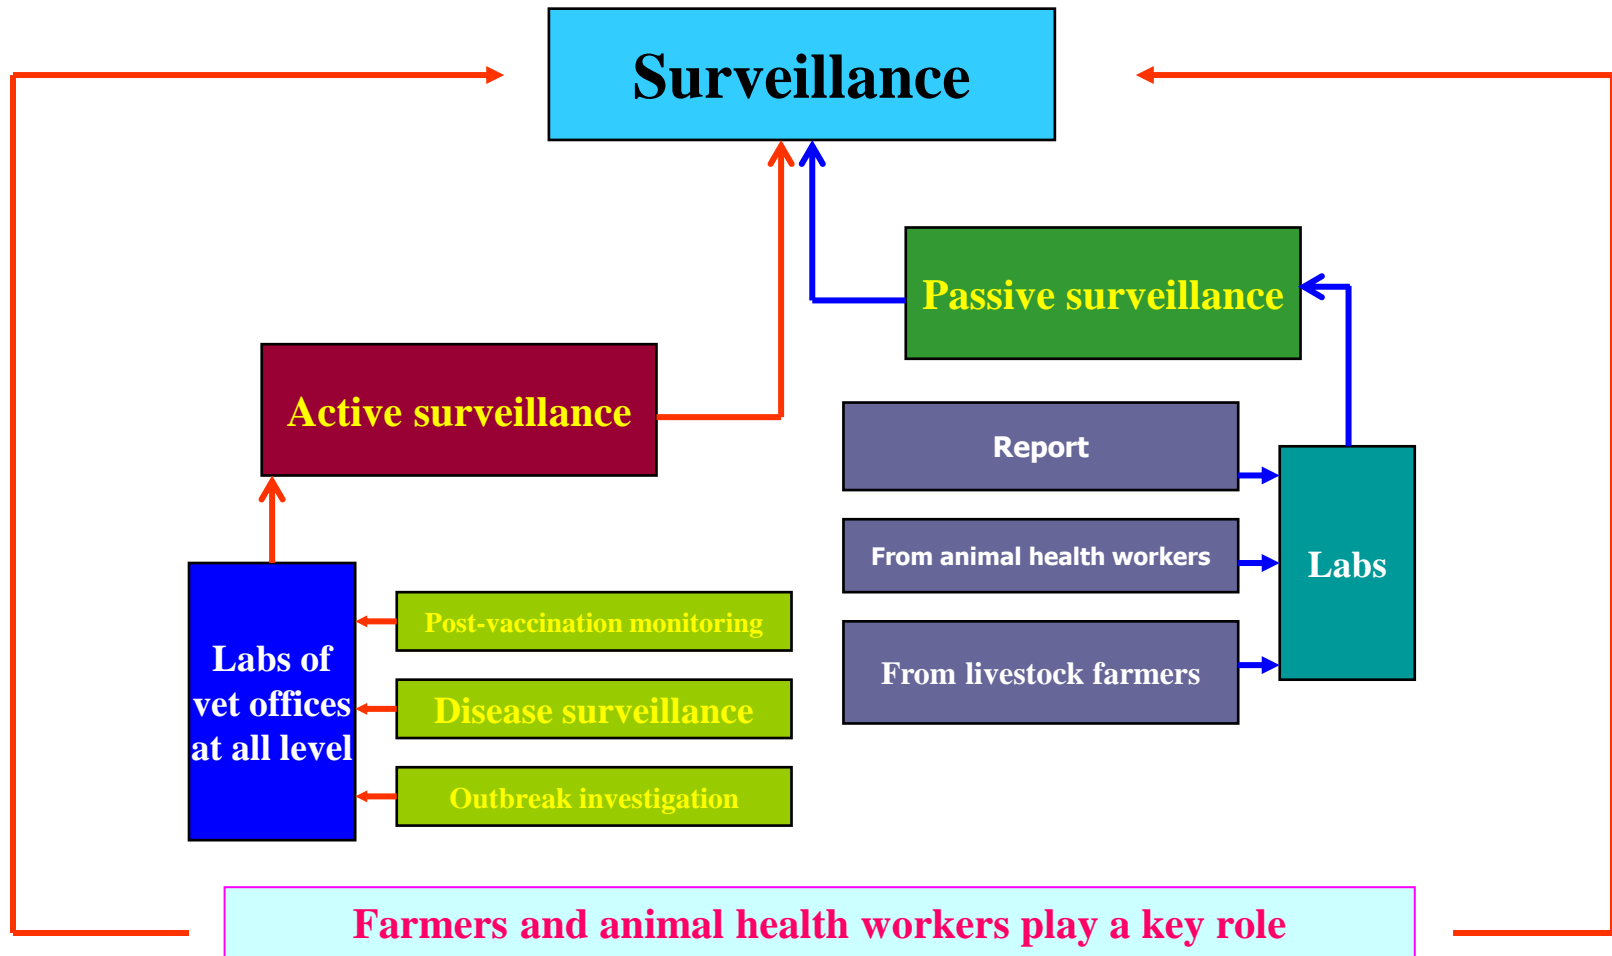 Surveillance
Passive surveillance
Active surveillance
Report
From animal health workers
Labs
From livestock farmers
Labs of
vet offices
at all level
Post-vaccination monitoring
Disease surveillance
Outbreak investigation
Farmers and animal health workers play a key role